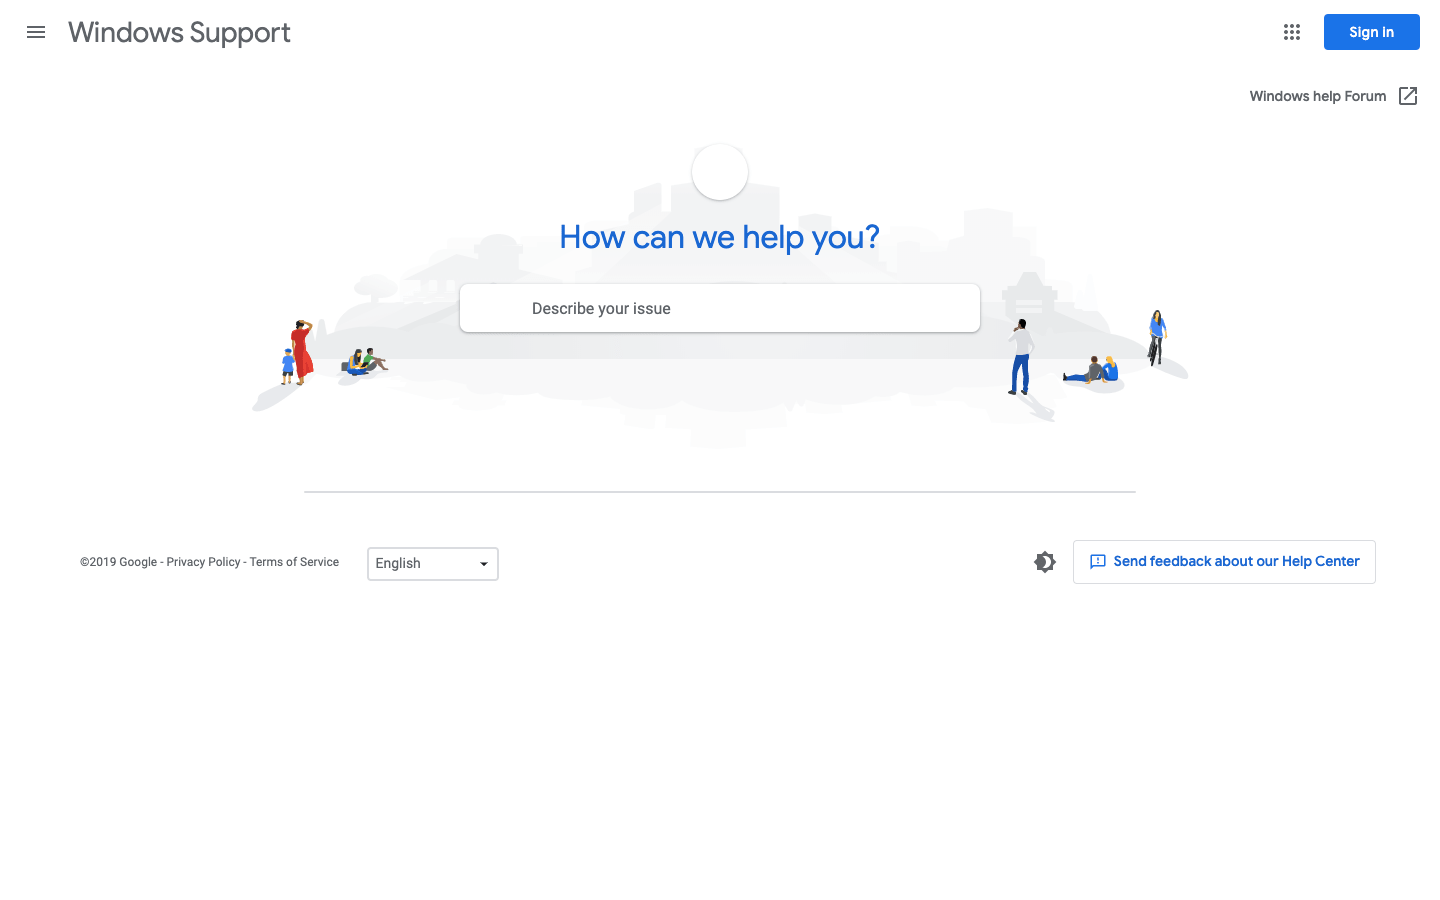 Windows Support
Sign in
Windows help Forum
How can we help you?
Describe your issue
©2019 Google - Privacy Policy - Terms of Service
English
Send feedback about our Help Center